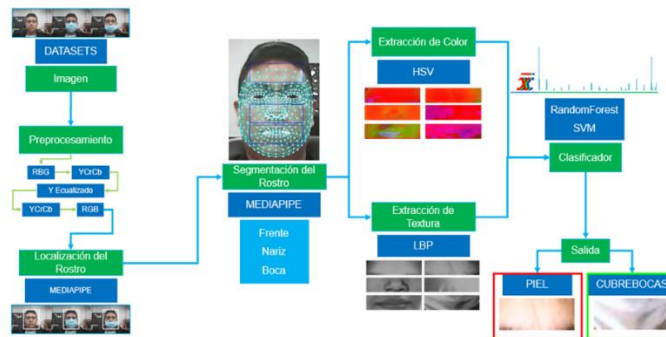 DATASETS
Imagen
Preprocesamiento
RBG
YCrCb
Y Ecualizado
YCrCb
RGB
Localización del
Rostro
MEDIAPIPE
Segmentación del
Rostro
MEDIAPIPE
Frente
Nariz
Boca
Extracción de Color
HSV
Extracción de
Textura
LBP
RandomForest
SVM
Clasificador
Salida
PIEL
CUBREBOCAS